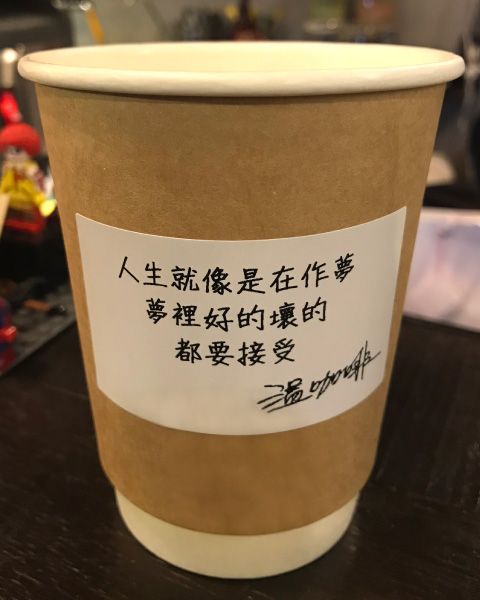 人生就像是在作夢
夢裡好的壞的
都要接受
溫咖啡